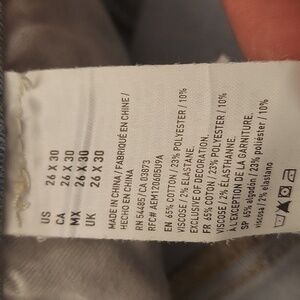 US 26 X 30
CA 26 X 30
MX 26 X 30
UK 26 X 30
MADE IN CHINA / FABRIQUÉ EN CHINE /
HECHO EN CHINA
RN 54485/CA 03873
RFC# AEM120605U9A
EN 65% COTTON / 23% POLYESTER / 10%
VISCOSE / 2% ELASTANE.
EXCLUSIVE OF DECORATION.
FR 65% COTON / 23% POLYESTER / 10%
VISCOSE / 2% ÉLASTHANNE.
À L'EXCEPTION DE LA GARNITURE.
SP 65% algodón / 23% poliéster / 10%
viscosa / 2% elastano